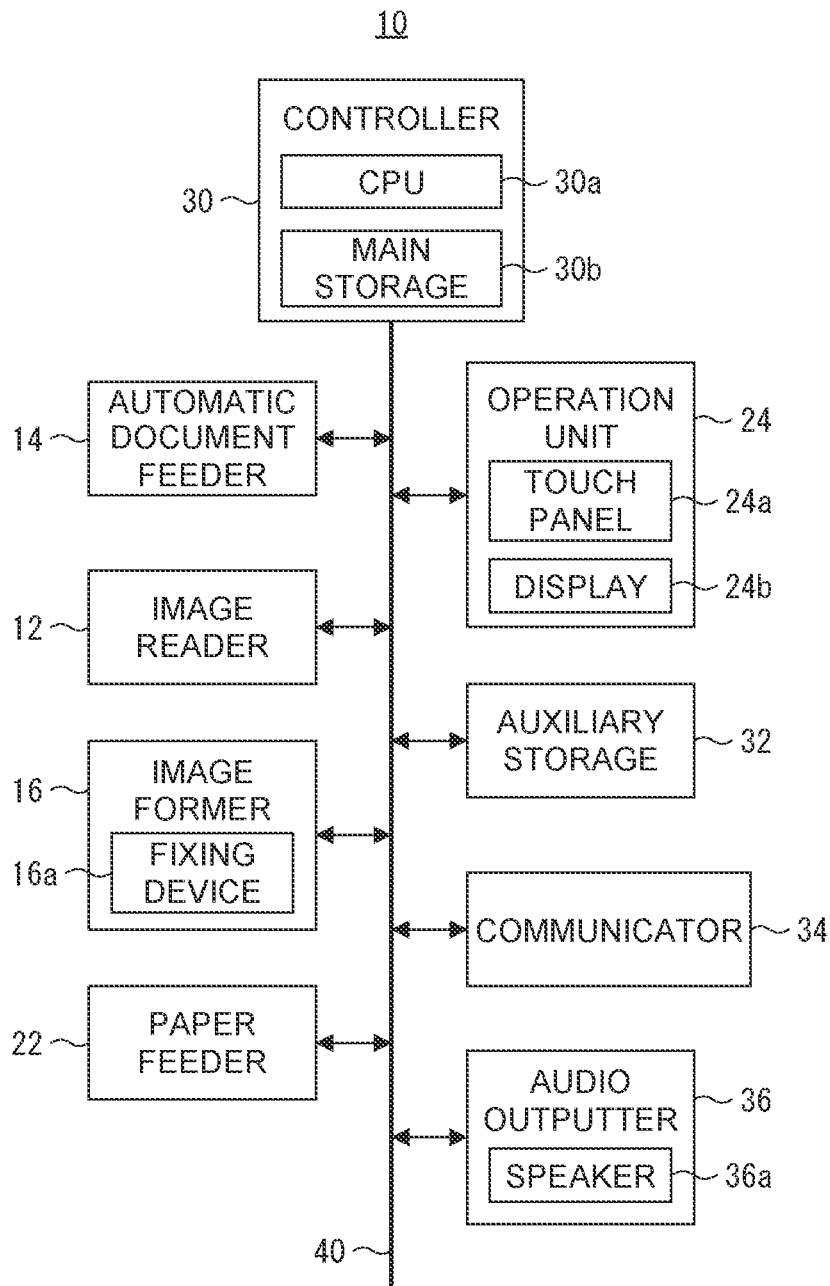 10
CONTROLLER
CPU
30a
30
MAIN
STORAGE
30b
AUTOMATIC
DOCUMENT
FEEDER
14
OPERATION
UNIT
24
TOUCH
PANEL
24a
DISPLAY
24b
IMAGE
READER
12
AUXILIARY
STORAGE
32
IMAGE
FORMER
16
FIXING
DEVICE
16a
COMMUNICATOR
34
PAPER
FEEDER
22
AUDIO
OUTPUTTER
36
SPEAKER
36a
40